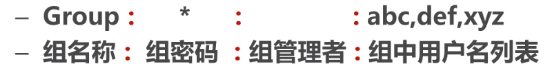 – Group : * : : abc,def,xyz
– 组名称 : 组密码 : 组管理者 : 组中用户名列表